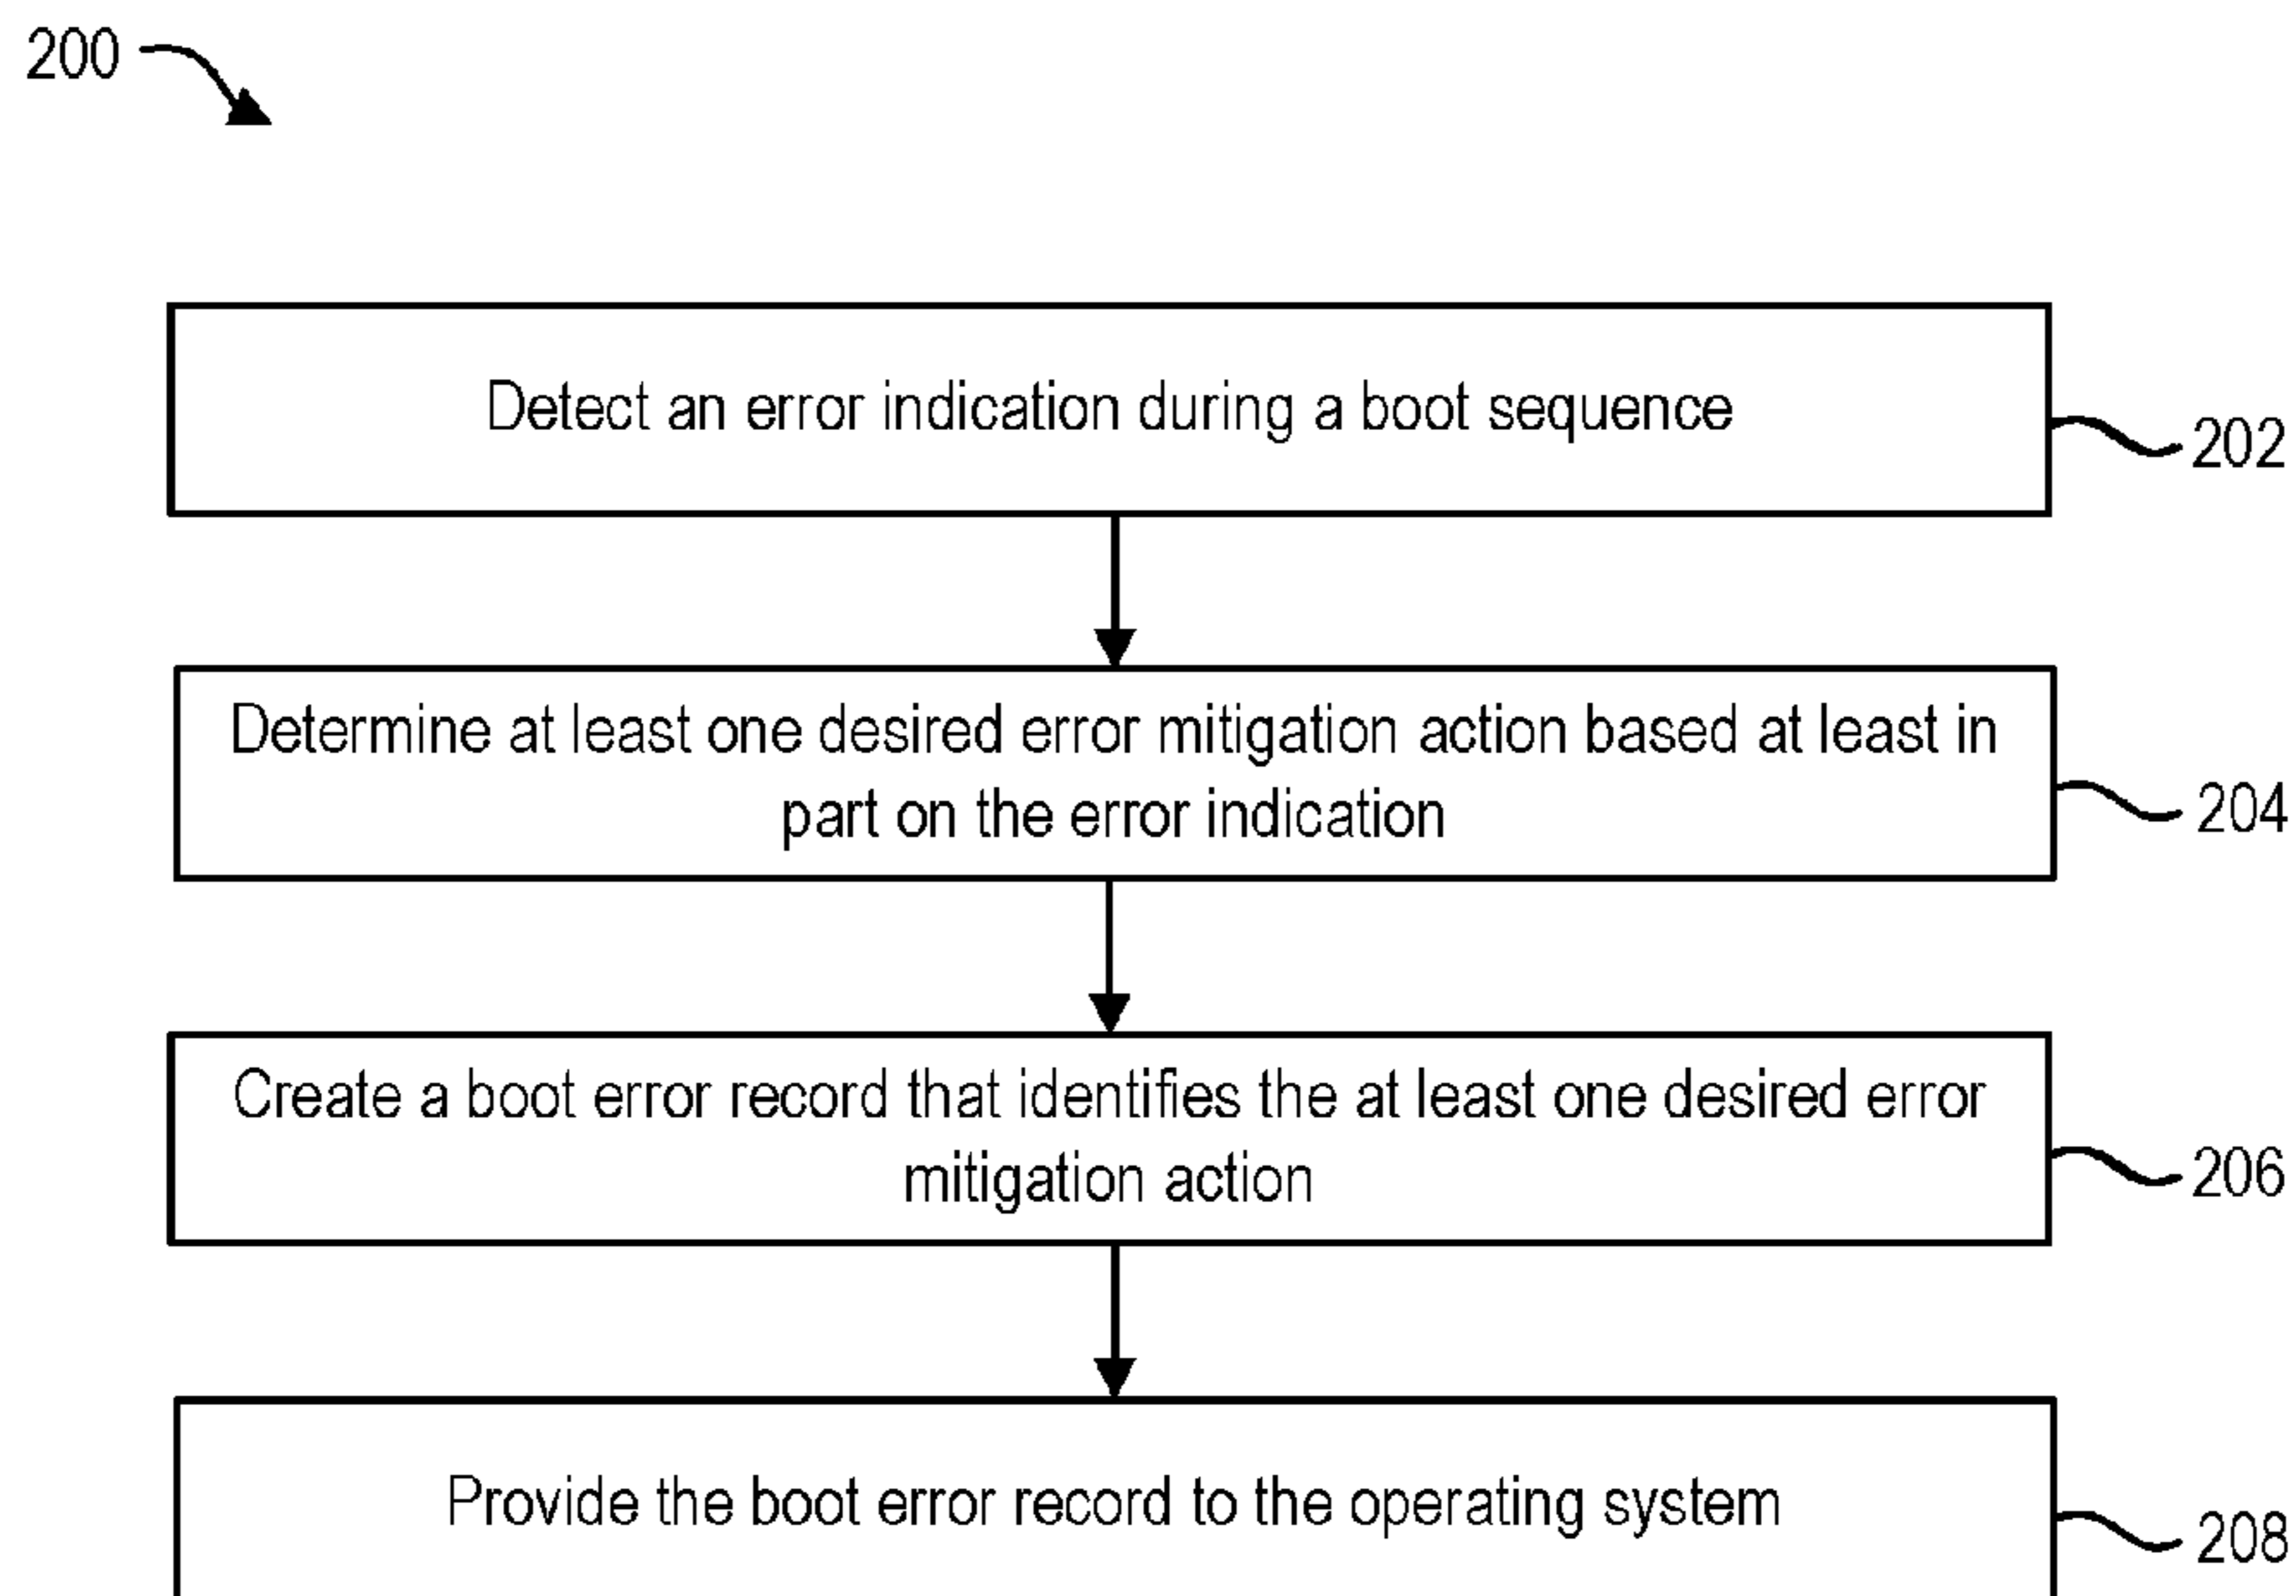 200
Detect an error indication during a boot sequence
202
Determine at least one desired error mitigation action based at least in
part on the error indication
204
Create a boot error record that identifies the at least one desired error
mitigation action
206
Provide the boot error record to the operating system
208